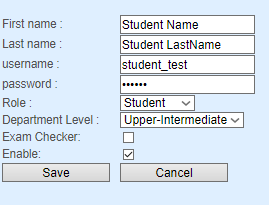 First name : Student Name
Last name : Student LastName
username : student_test
password : ••••••
Role : Student
Department Level : Upper-Intermediate
Exam Checker:
Enable:
Save Cancel